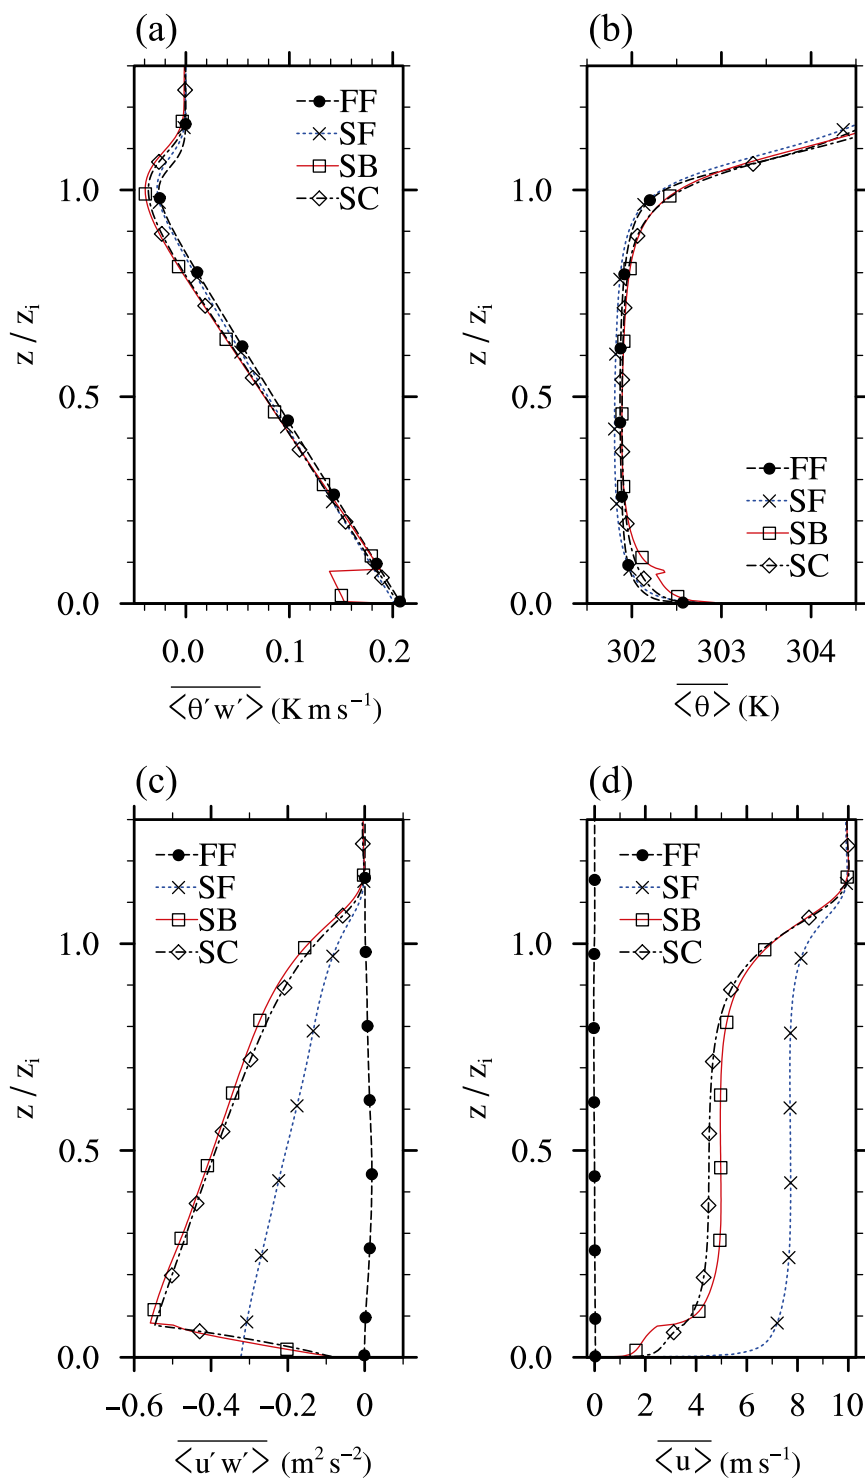 (a)
FF
SF
SB
SC
1.0
0.5
0.0
z / zᵢ
0.0 0.1 0.2
<θ′w′> (K m s⁻¹)
(b)
FF
SF
SB
SC
1.0
0.5
0.0
z / zᵢ
302 303 304
<θ> (K)
(c)
FF
SF
SB
SC
1.0
0.5
0.0
z / zᵢ
−0.6 −0.4 −0.2 0
<u′w′> (m² s⁻²)
(d)
FF
SF
SB
SC
1.0
0.5
0.0
z / zᵢ
0 2 4 6 8 10
<u> (m s⁻¹)